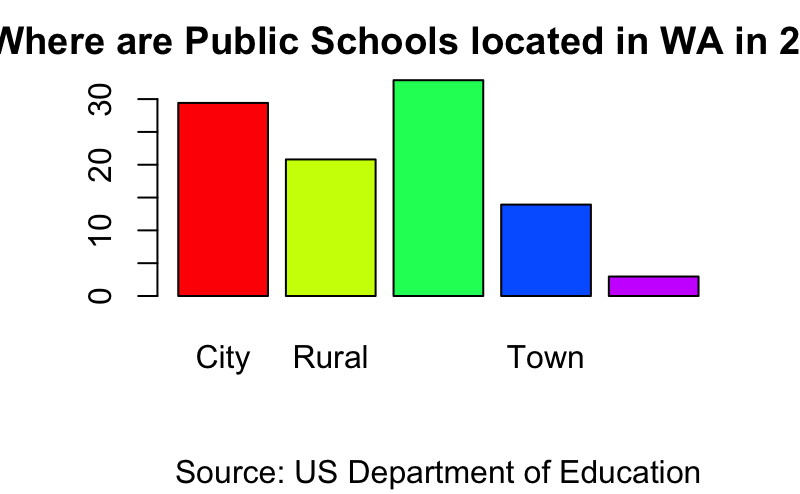 Where are Public Schools located in WA in 2
30
20
10
0
City Rural Town
Source: US Department of Education